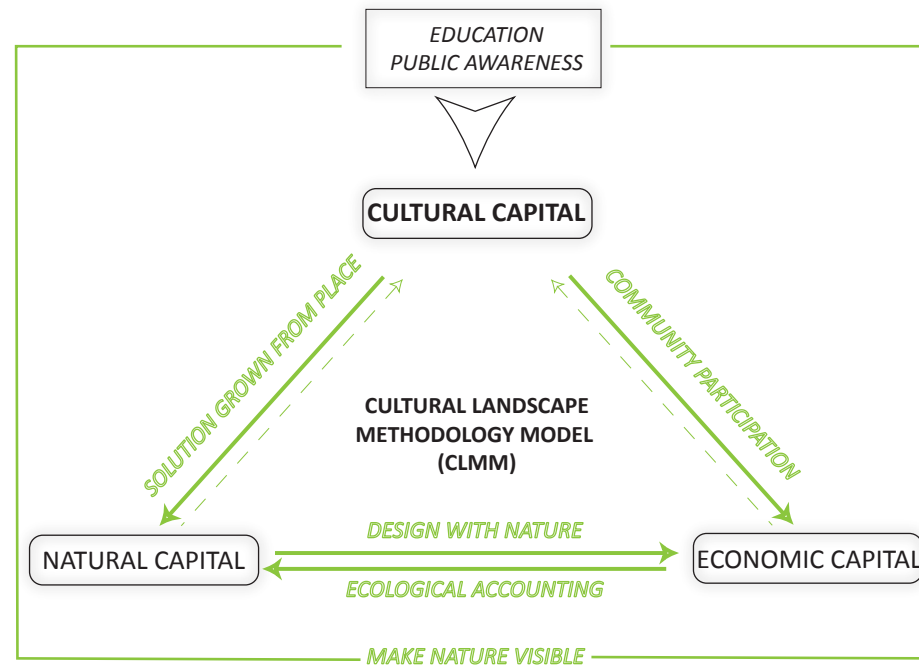 EDUCATION
PUBLIC AWARENESS
CULTURAL CAPITAL
SOLUTION GROWN FROM PLACE
COMMUNITY PARTICIPATION
CULTURAL LANDSCAPE
METHODOLOGY MODEL
(CLMM)
DESIGN WITH NATURE
NATURAL CAPITAL
ECONOMIC CAPITAL
ECOLOGICAL ACCOUNTING
MAKE NATURE VISIBLE